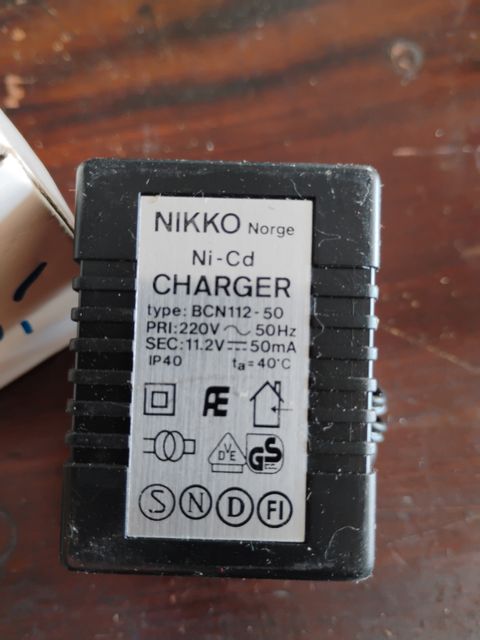 NIKKO Norge
Ni-Cd
CHARGER
type: BCN112-50
PRI:220V ~ 50Hz
SEC:11.2V ⎓ 50mA
IP40 ta=40°C
Æ
VDE GS
S N D FI